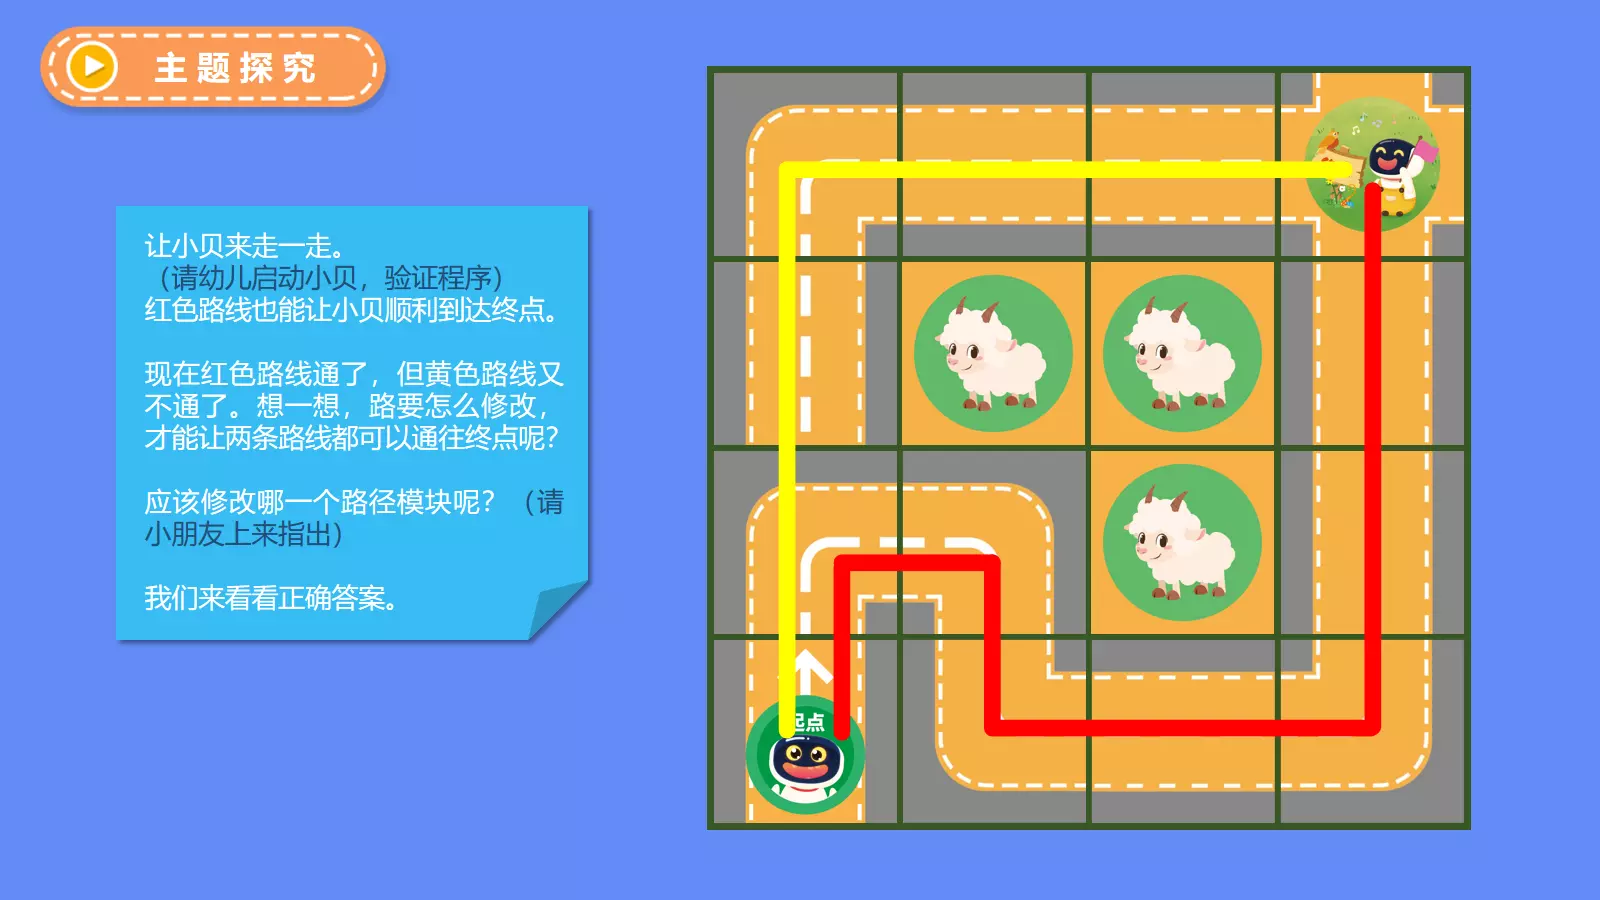 主题探究
让小贝来走一走。
（请幼儿启动小贝，验证程序）
红色路线也能让小贝顺利到达终点。
现在红色路线通了，但黄色路线又
不通了。想一想，路要怎么修改，
才能让两条路线都可以通往终点呢？
应该修改哪一个路径模块呢？（请
小朋友上来指出）
我们来看看正确答案。
起点